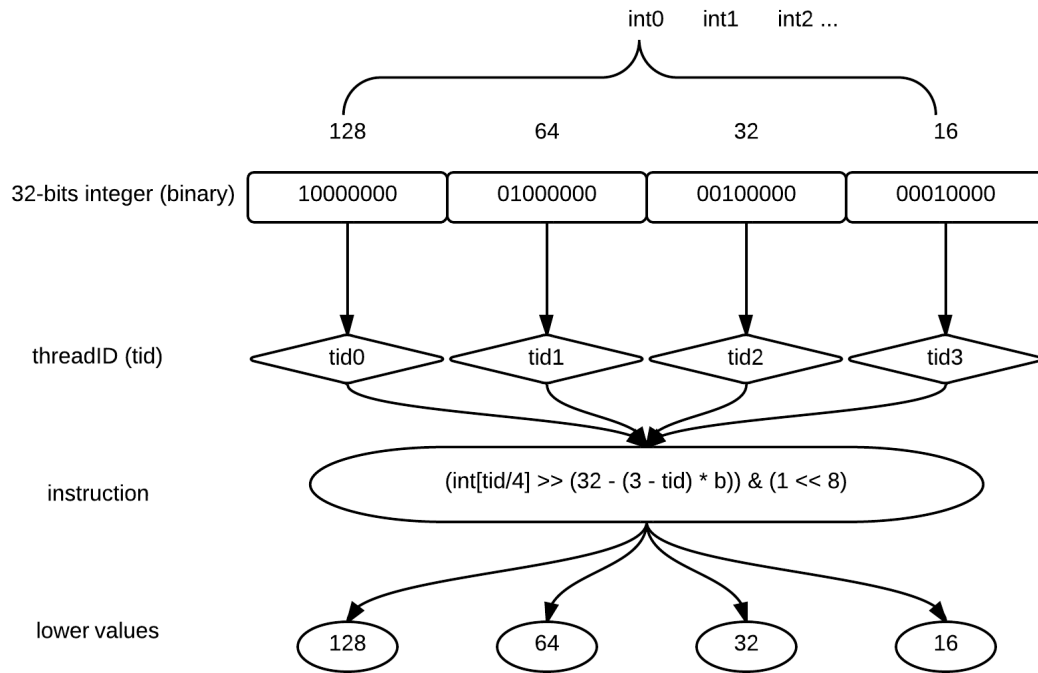 int0 int1 int2 ...
128 64 32 16
32-bits integer (binary) 10000000 01000000 00100000 00010000
threadID (tid) tid0 tid1 tid2 tid3
instruction (int[tid/4] >> (32 - (3 - tid) * b)) & (1 << 8)
lower values 128 64 32 16